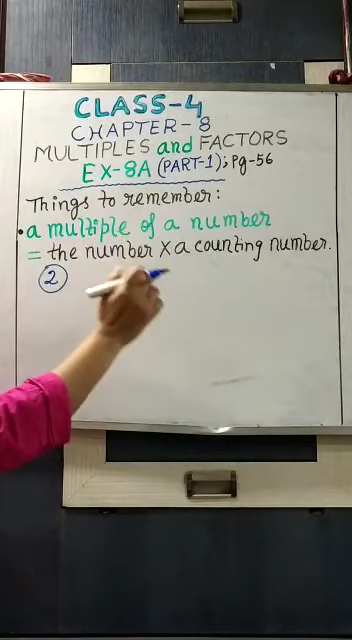 CLASS-4
CHAPTER-8
MULTIPLES and FACTORS
EX-8A (PART-1); Pg-56
Things to remember:
• a multiple of a number
= the number X a counting number.
2